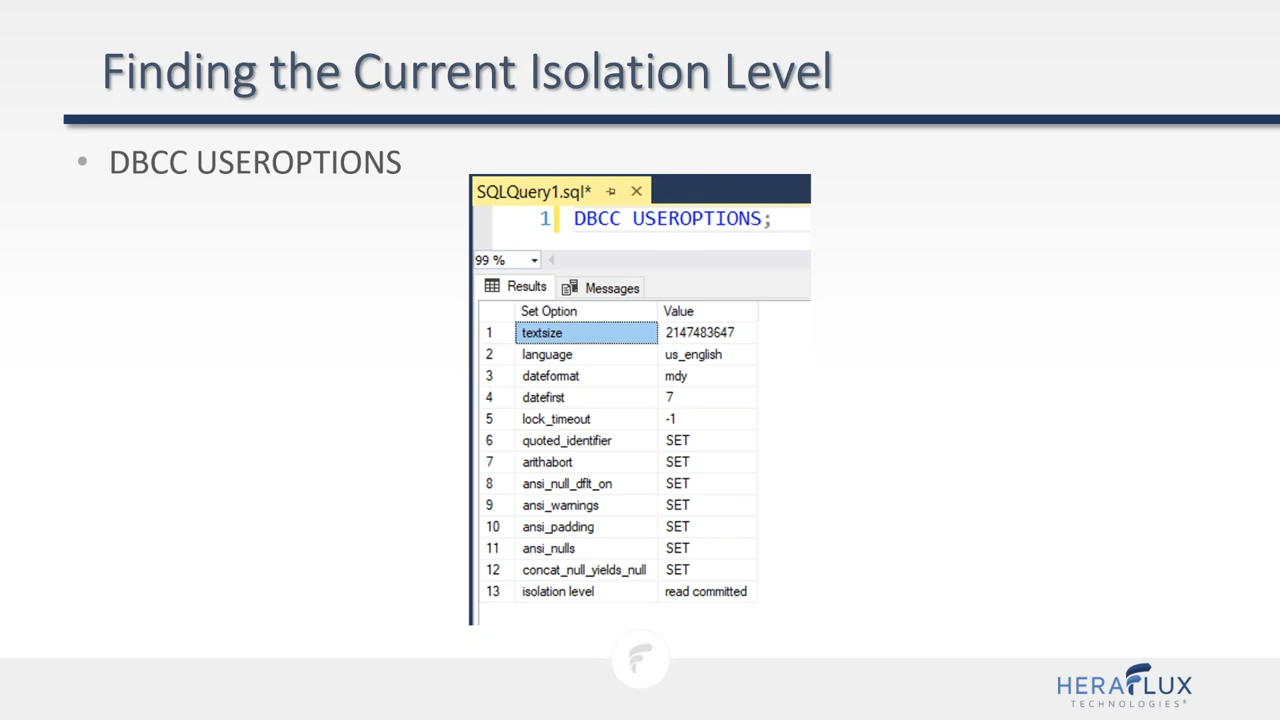 Finding the Current Isolation Level
• DBCC USEROPTIONS
SQLQuery1.sql*
1 DBCC USEROPTIONS;
99 %
Results Messages
Set Option Value
1 textsize 2147483647
2 language us_english
3 dateformat mdy
4 datefirst 7
5 lock_timeout -1
6 quoted_identifier SET
7 arithabort SET
8 ansi_null_dflt_on SET
9 ansi_warnings SET
10 ansi_padding SET
11 ansi_nulls SET
12 concat_null_yields_null SET
13 isolation level read committed
HERAFLUX
TECHNOLOGIES®